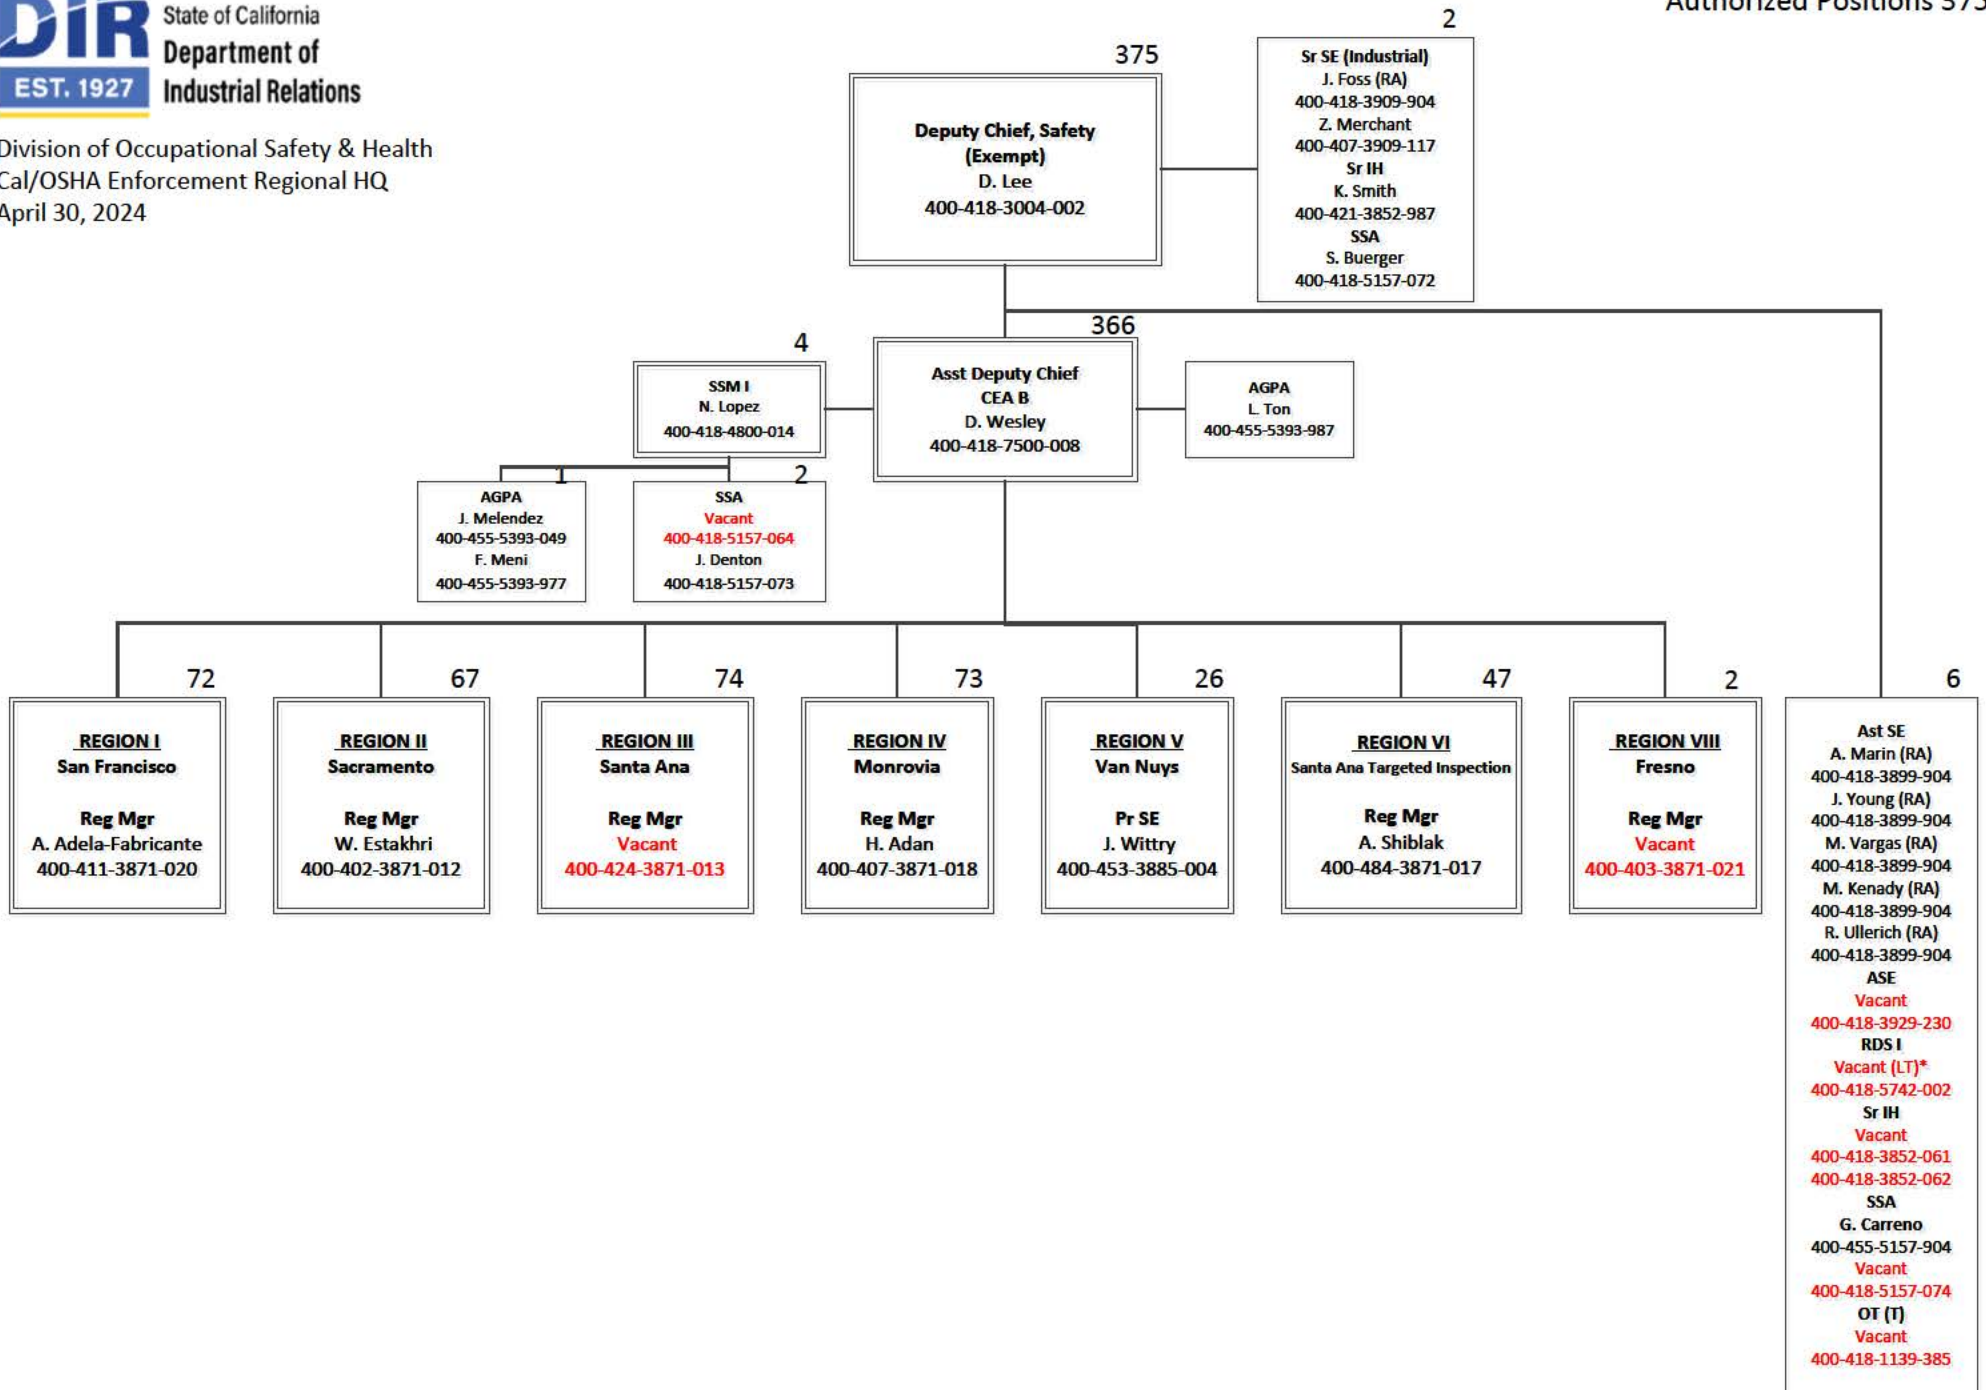 DIR
EST. 1927
State of California
Department of
Industrial Relations
Division of Occupational Safety & Health
Cal/OSHA Enforcement Regional HQ
April 30, 2024
Authorized Positions 375
375
Deputy Chief, Safety
(Exempt)
D. Lee
400-418-3004-002
2
Sr SE (Industrial)
J. Foss (RA)
400-418-3909-904
Z. Merchant
400-407-3909-117
Sr IH
K. Smith
400-421-3852-987
SSA
S. Buerger
400-418-5157-072
4
SSM I
N. Lopez
400-418-4800-014
366
Asst Deputy Chief
CEA B
D. Wesley
400-418-7500-008
AGPA
L. Ton
400-455-5393-987
1
AGPA
J. Melendez
400-455-5393-049
F. Meni
400-455-5393-977
2
SSA
Vacant
400-418-5157-064
J. Denton
400-418-5157-073
72
REGION I
San Francisco
Reg Mgr
A. Adela-Fabricante
400-411-3871-020
67
REGION II
Sacramento
Reg Mgr
W. Estakhri
400-402-3871-012
74
REGION III
Santa Ana
Reg Mgr
Vacant
400-424-3871-013
73
REGION IV
Monrovia
Reg Mgr
H. Adan
400-407-3871-018
26
REGION V
Van Nuys
Pr SE
J. Wittry
400-453-3885-004
47
REGION VI
Santa Ana Targeted Inspection
Reg Mgr
A. Shiblak
400-484-3871-017
2
REGION VIII
Fresno
Reg Mgr
Vacant
400-403-3871-021
6
Ast SE
A. Marin (RA)
400-418-3899-904
J. Young (RA)
400-418-3899-904
M. Vargas (RA)
400-418-3899-904
M. Kenady (RA)
400-418-3899-904
R. Ullerich (RA)
400-418-3899-904
ASE
Vacant
400-418-3929-230
RDS I
Vacant (LT)*
400-418-5742-002
Sr IH
Vacant
400-418-3852-061
400-418-3852-062
SSA
G. Carreno
400-455-5157-904
Vacant
400-418-5157-074
OT (T)
Vacant
400-418-1139-385